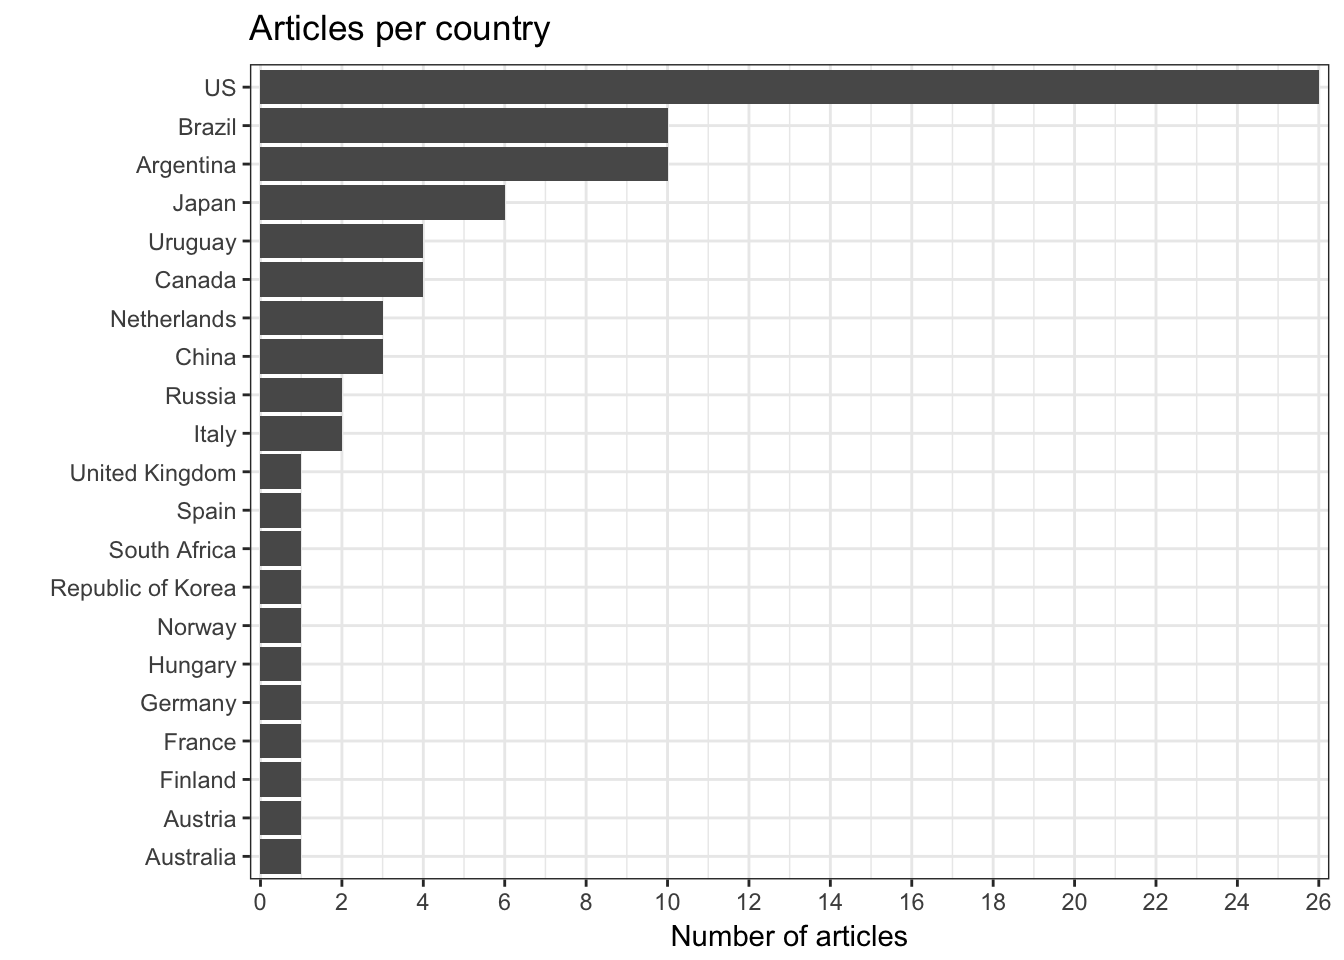 Articles per country
US
Brazil
Argentina
Japan
Uruguay
Canada
Netherlands
China
Russia
Italy
United Kingdom
Spain
South Africa
Republic of Korea
Norway
Hungary
Germany
France
Finland
Austria
Australia
0 2 4 6 8 10 12 14 16 18 20 22 24 26
Number of articles